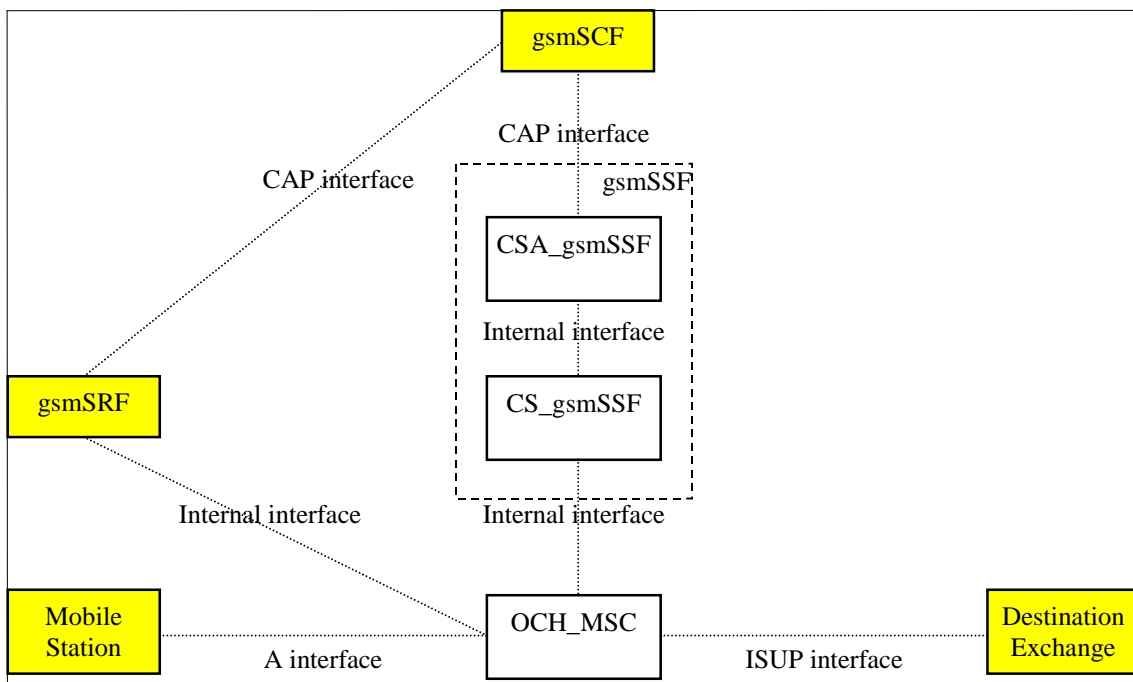 gsmSCF
CAP interface
CAP interface
gsmSSF
CSA_gsmSSF
Internal interface
gsmSRF
CS_gsmSSF
Internal interface
Internal interface
Mobile
Station
OCH_MSC
Destination
Exchange
A interface
ISUP interface